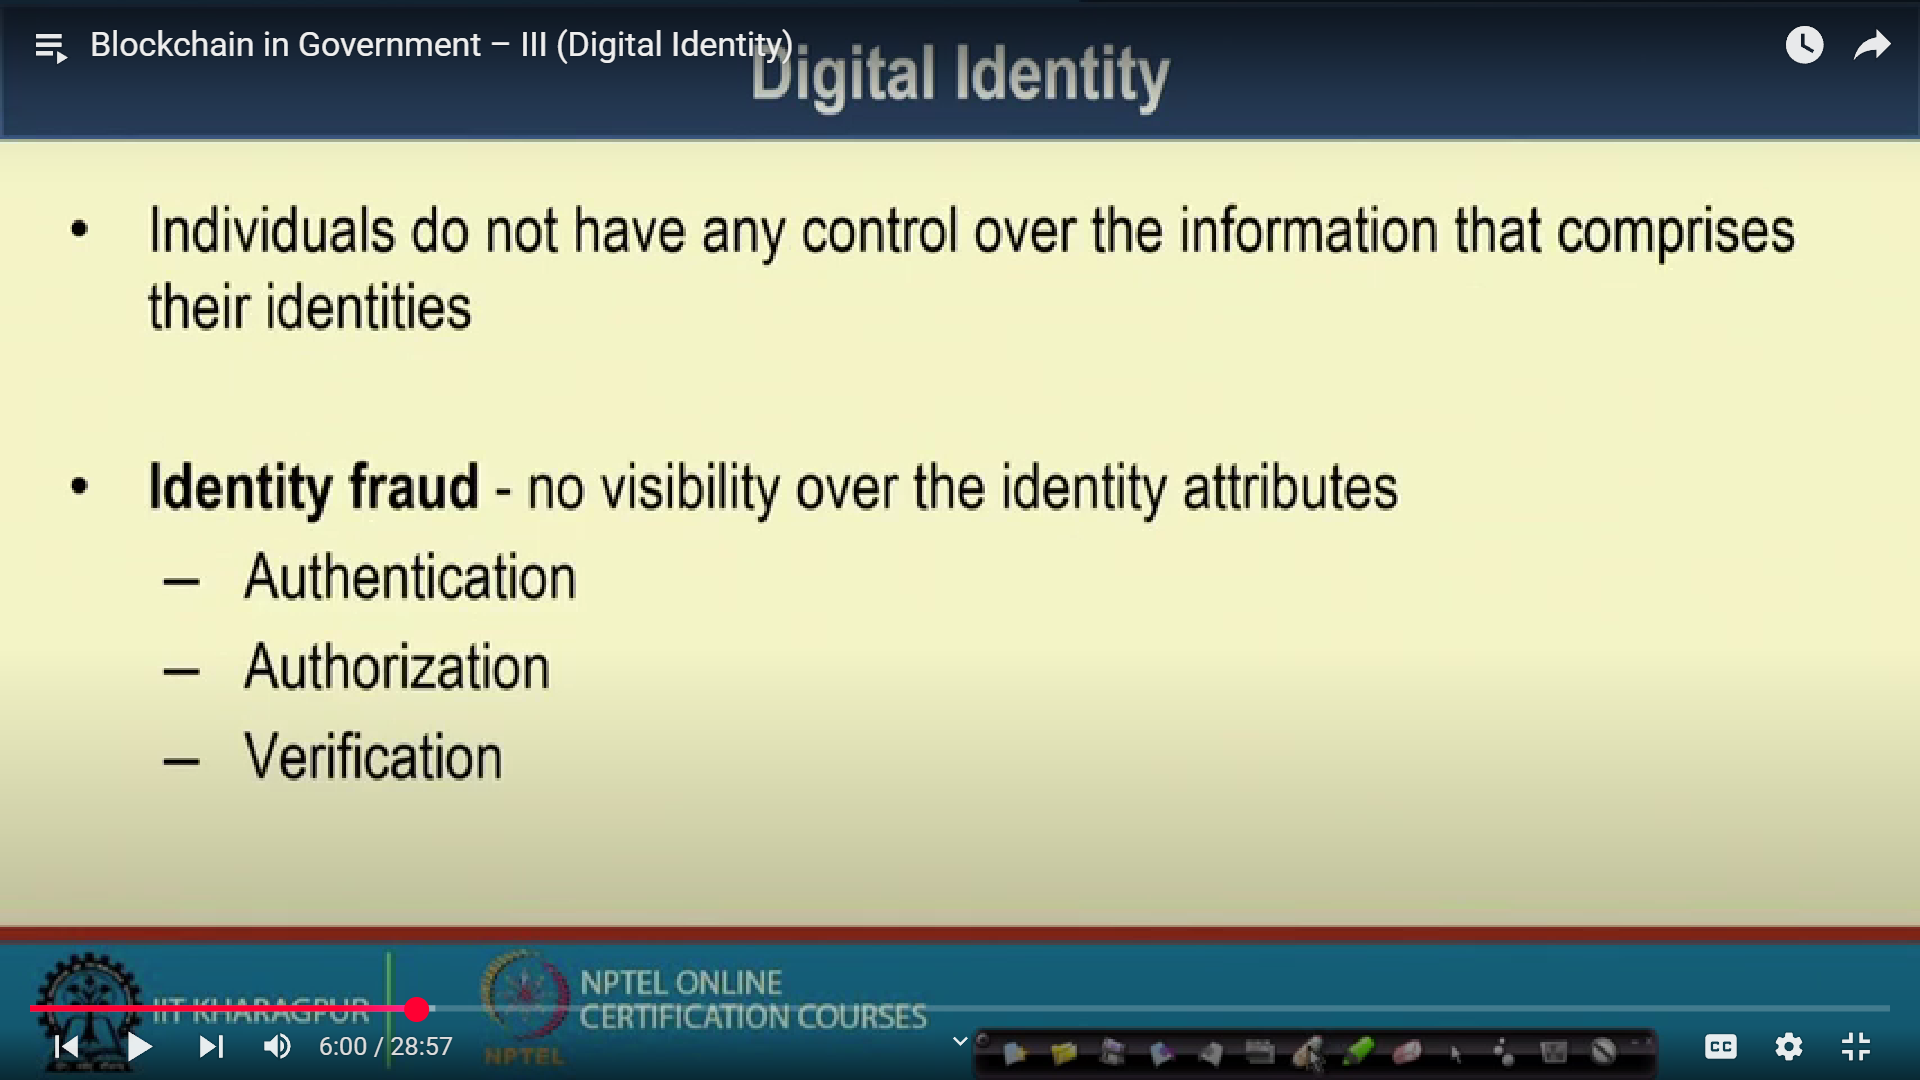 Blockchain in Government – III (Digital Identity)
Digital Identity
• Individuals do not have any control over the information that comprises
their identities
• Identity fraud - no visibility over the identity attributes
– Authentication
– Authorization
– Verification
IIT KHARAGPUR
NPTEL ONLINE
CERTIFICATION COURSES
NPTEL
6:00 / 28:57
CC